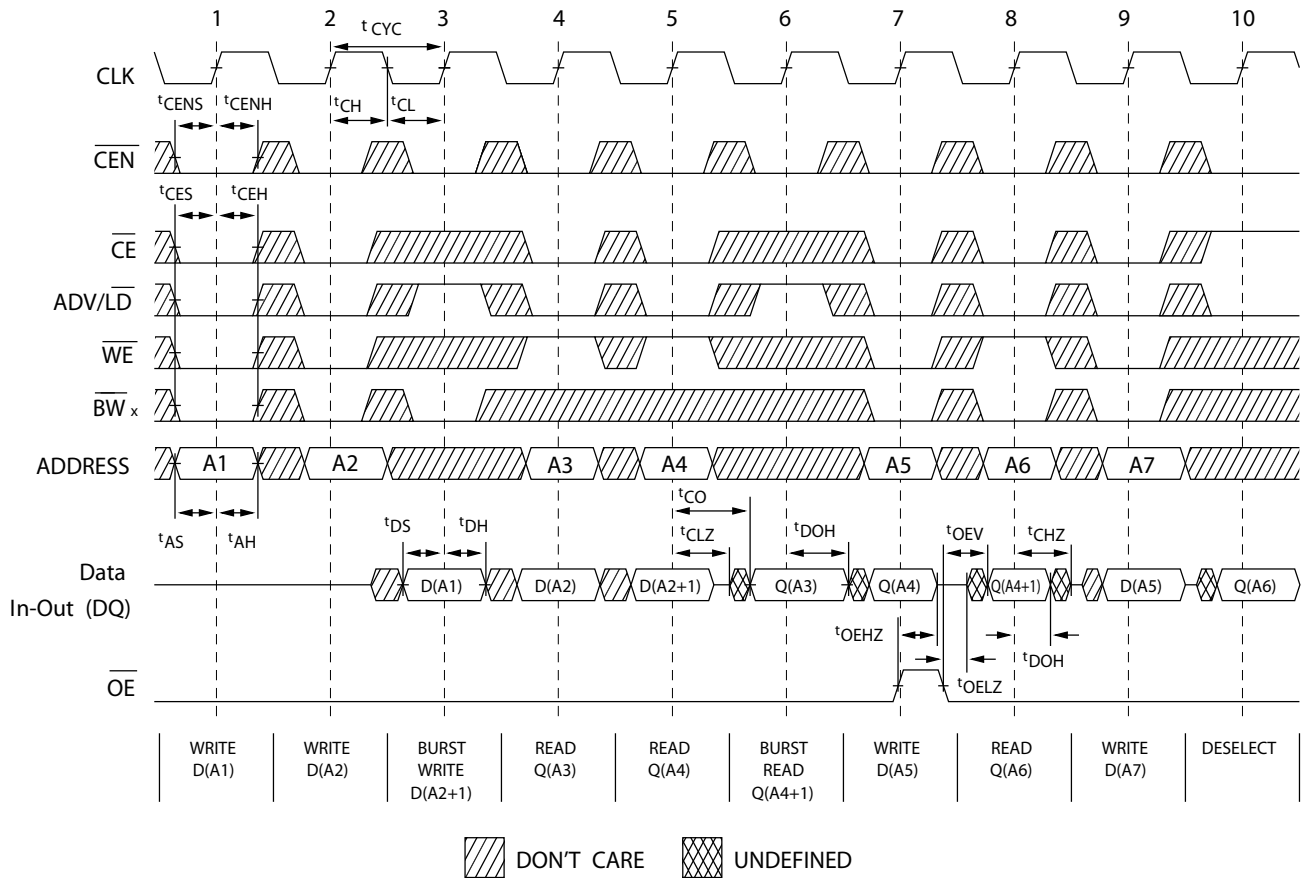 1 2 3 4 5 6 7 8 9 10
t CYC
CLK
tCENS tCENH tCH tCL
CEN
tCES tCEH
CE
ADV/LD
WE
BW x
ADDRESS A1 A2 A3 A4 A5 A6 A7
tCO
tAS tAH tDS tDH tCLZ tDOH tOEV tCHZ
Data
In-Out (DQ)
D(A1) D(A2) D(A2+1) Q(A3) Q(A4) Q(A4+1) D(A5) Q(A6)
tOEHZ tDOH
tOELZ
OE
WRITE WRITE BURST READ READ BURST WRITE READ WRITE DESELECT
D(A1) D(A2) WRITE Q(A3) Q(A4) READ D(A5) Q(A6) D(A7)
D(A2+1) Q(A4+1)
DON'T CARE UNDEFINED